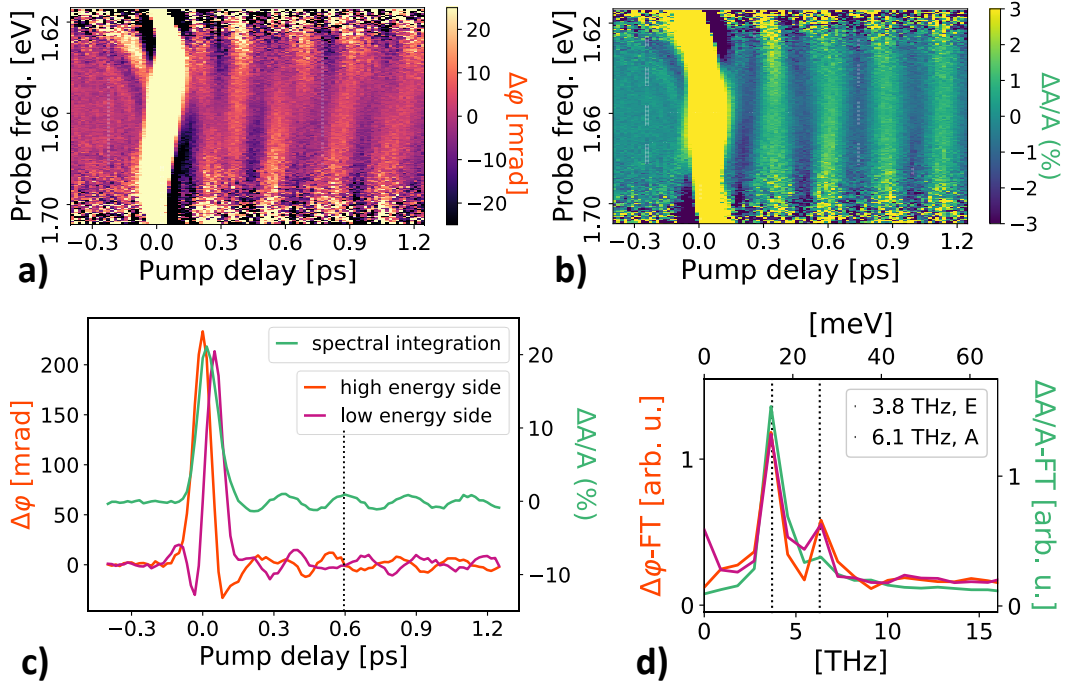 1.62
1.66
1.70
Probe freq. [eV]
−0.3
0.0
0.3
0.6
0.9
1.2
Pump delay [ps]
a)
20
10
0
−10
−20
Δφ [mrad]
1.62
1.66
1.70
Probe freq. [eV]
−0.3
0.0
0.3
0.6
0.9
1.2
Pump delay [ps]
b)
3
2
1
0
−1
−2
−3
ΔA/A (%)
200
150
100
50
0
Δφ [mrad]
spectral integration
high energy side
low energy side
20
10
0
−10
ΔA/A (%)
−0.3
0.0
0.3
0.6
0.9
1.2
Pump delay [ps]
c)
[meV]
0
20
40
60
3.8 THz, E
6.1 THz, A
1
0
Δφ-FT [arb. u.]
1
0
ΔA/A-FT [arb. u.]
0
5
10
15
[THz]
d)